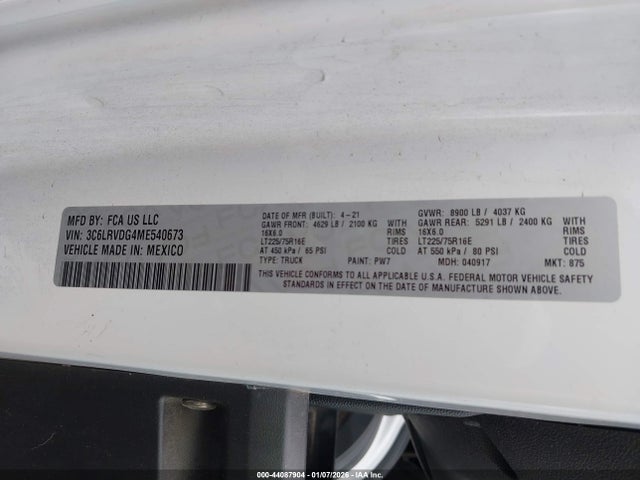 MFD BY: FCA US LLC
VIN: 3C6LRVDG4ME540673
VEHICLE MADE IN: MEXICO
DATE OF MFR (BUILT): 4-21 GVWR: 8900 LB / 4037 KG
GAWR FRONT: 4629 LB / 2100 KG GAWR REAR: 5291 LB / 2400 KG
16X6.0 RIMS 16X6.0 RIMS
LT225/75R16E TIRES LT225/75R16E TIRES
AT 450 kPa / 65 PSI COLD AT 550 kPa / 80 PSI COLD
TYPE: TRUCK PAINT: PW7 MDH: 040917 MKT: 875
THIS VEHICLE CONFORMS TO ALL APPLICABLE U.S.A. FEDERAL MOTOR VEHICLE SAFETY
STANDARDS IN EFFECT ON THE DATE OF MANUFACTURE SHOWN ABOVE.
000-44087904 | 01/07/2026 | IAA Inc.